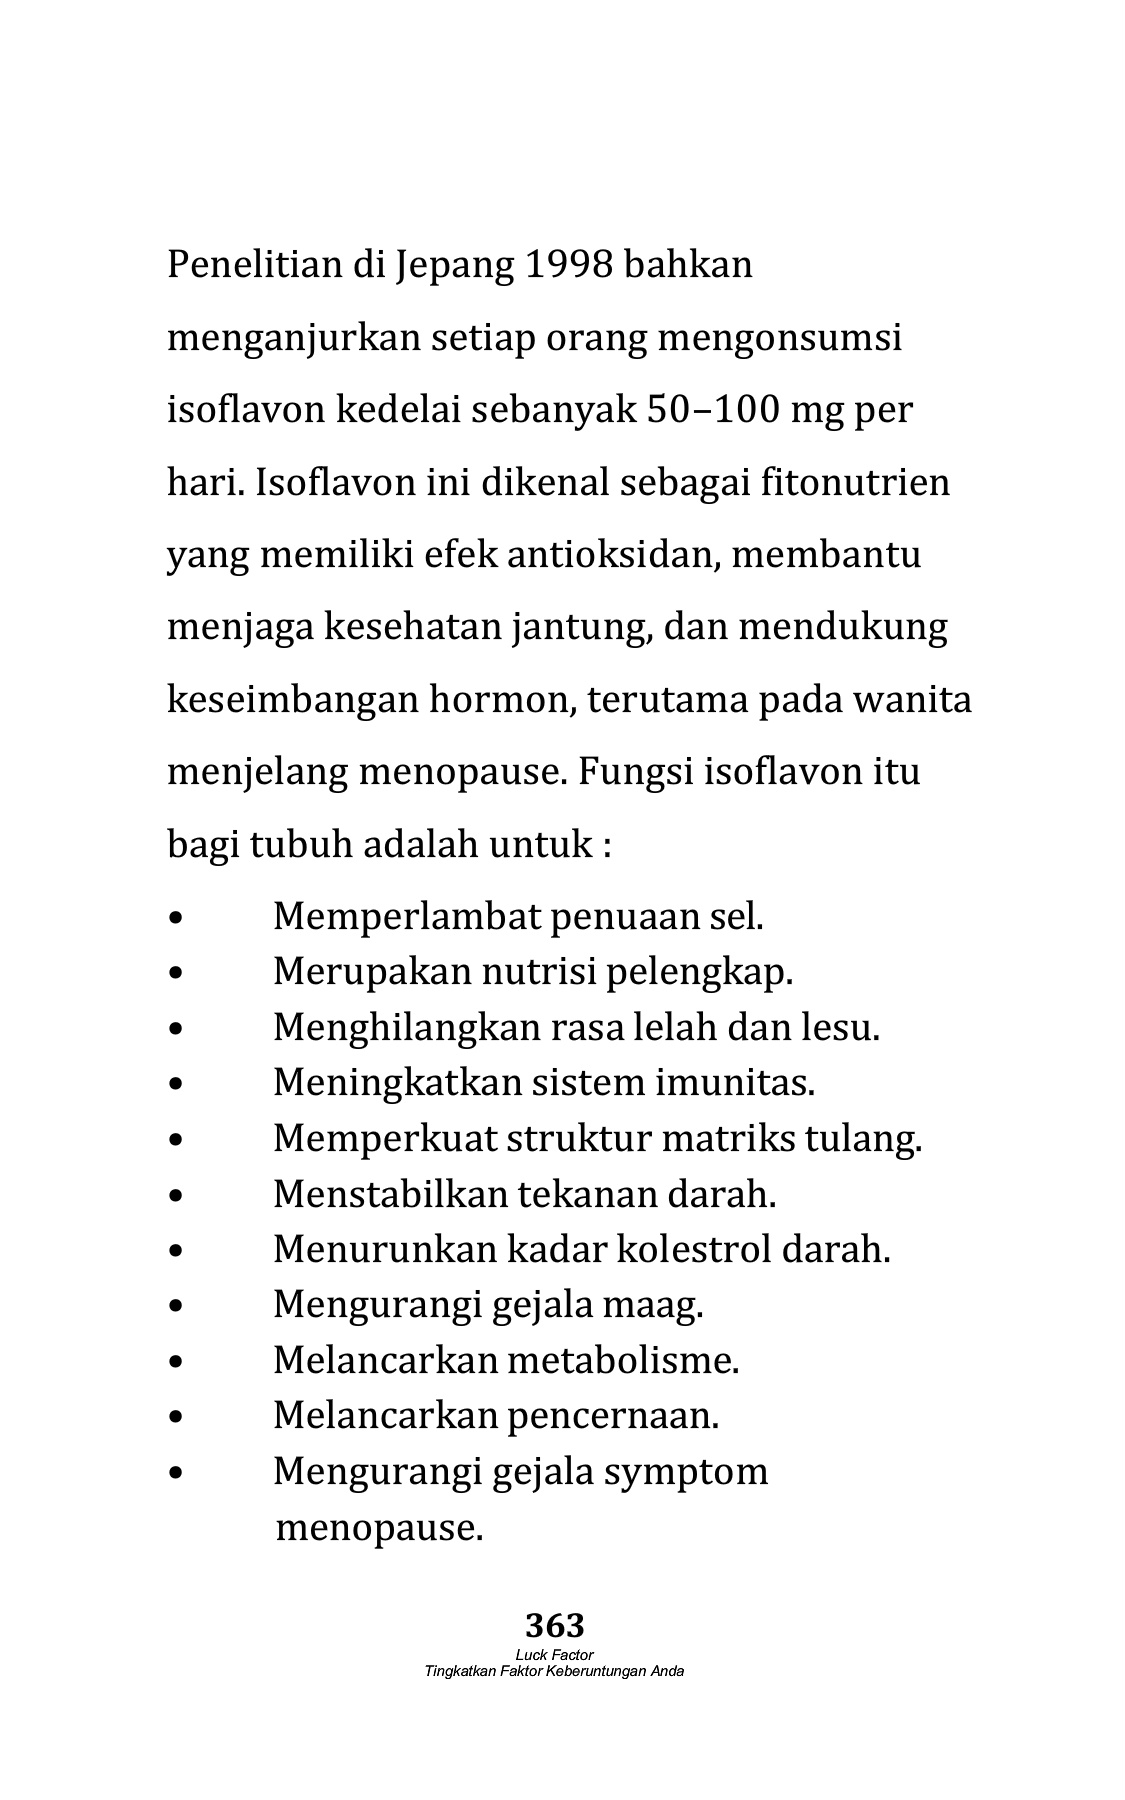 Penelitian di Jepang 1998 bahkan
menganjurkan setiap orang mengonsumsi
isoflavon kedelai sebanyak 50–100 mg per
hari. Isoflavon ini dikenal sebagai fitonutrien
yang memiliki efek antioksidan, membantu
menjaga kesehatan jantung, dan mendukung
keseimbangan hormon, terutama pada wanita
menjelang menopause. Fungsi isoflavon itu
bagi tubuh adalah untuk :
• Memperlambat penuaan sel.
• Merupakan nutrisi pelengkap.
• Menghilangkan rasa lelah dan lesu.
• Meningkatkan sistem imunitas.
• Memperkuat struktur matriks tulang.
• Menstabilkan tekanan darah.
• Menurunkan kadar kolestrol darah.
• Mengurangi gejala maag.
• Melancarkan metabolisme.
• Melancarkan pencernaan.
• Mengurangi gejala symptom
menopause.
363
Luck Factor
Tingkatkan Faktor Keberuntungan Anda